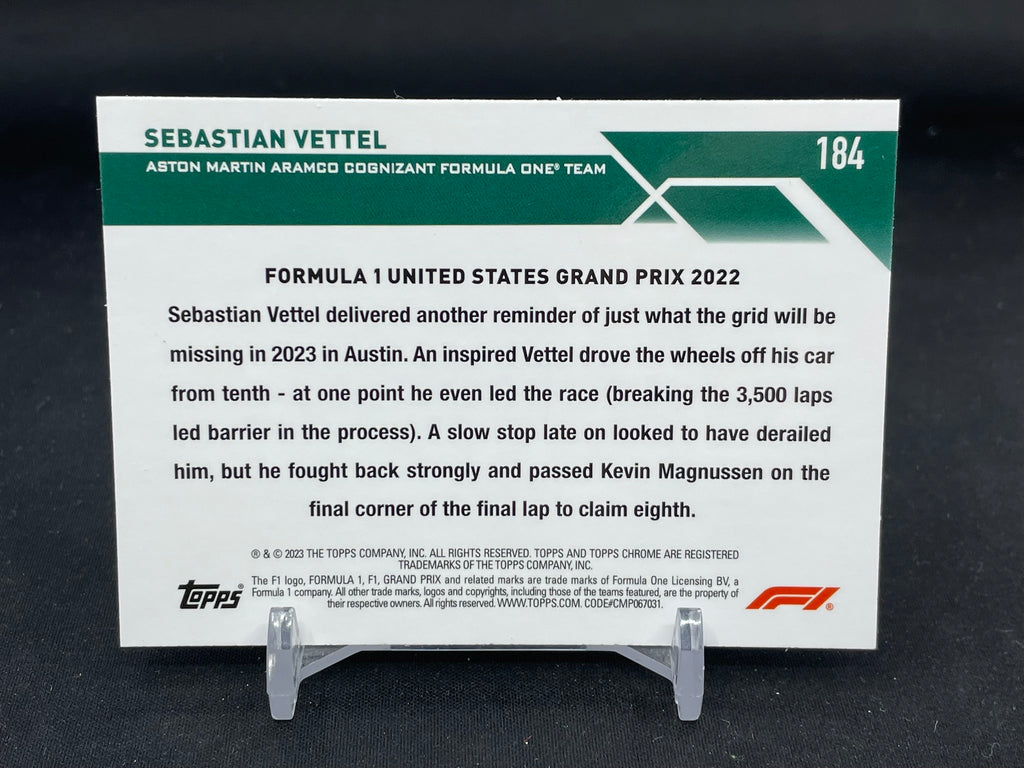 SEBASTIAN VETTEL
184
ASTON MARTIN ARAMCO COGNIZANT FORMULA ONE® TEAM
FORMULA 1 UNITED STATES GRAND PRIX 2022
Sebastian Vettel delivered another reminder of just what the grid will be
missing in 2023 in Austin. An inspired Vettel drove the wheels off his car
from tenth - at one point he even led the race (breaking the 3,500 laps
led barrier in the process). A slow stop late on looked to have derailed
him, but he fought back strongly and passed Kevin Magnussen on the
final corner of the final lap to claim eighth.
® & © 2023 THE TOPPS COMPANY, INC. ALL RIGHTS RESERVED. TOPPS AND TOPPS CHROME ARE REGISTERED
TRADEMARKS OF THE TOPPS COMPANY, INC.
The F1 logo, FORMULA 1, F1, GRAND PRIX and related marks are trade marks of Formula One Licensing BV, a
Formula 1 company. All other trade marks, logos and copyrights, including those of the teams featured, are the property of
their respective owners. All rights reserved. WWW.TOPPS.COM. CODE#CMP067031.
Topps®
F1®